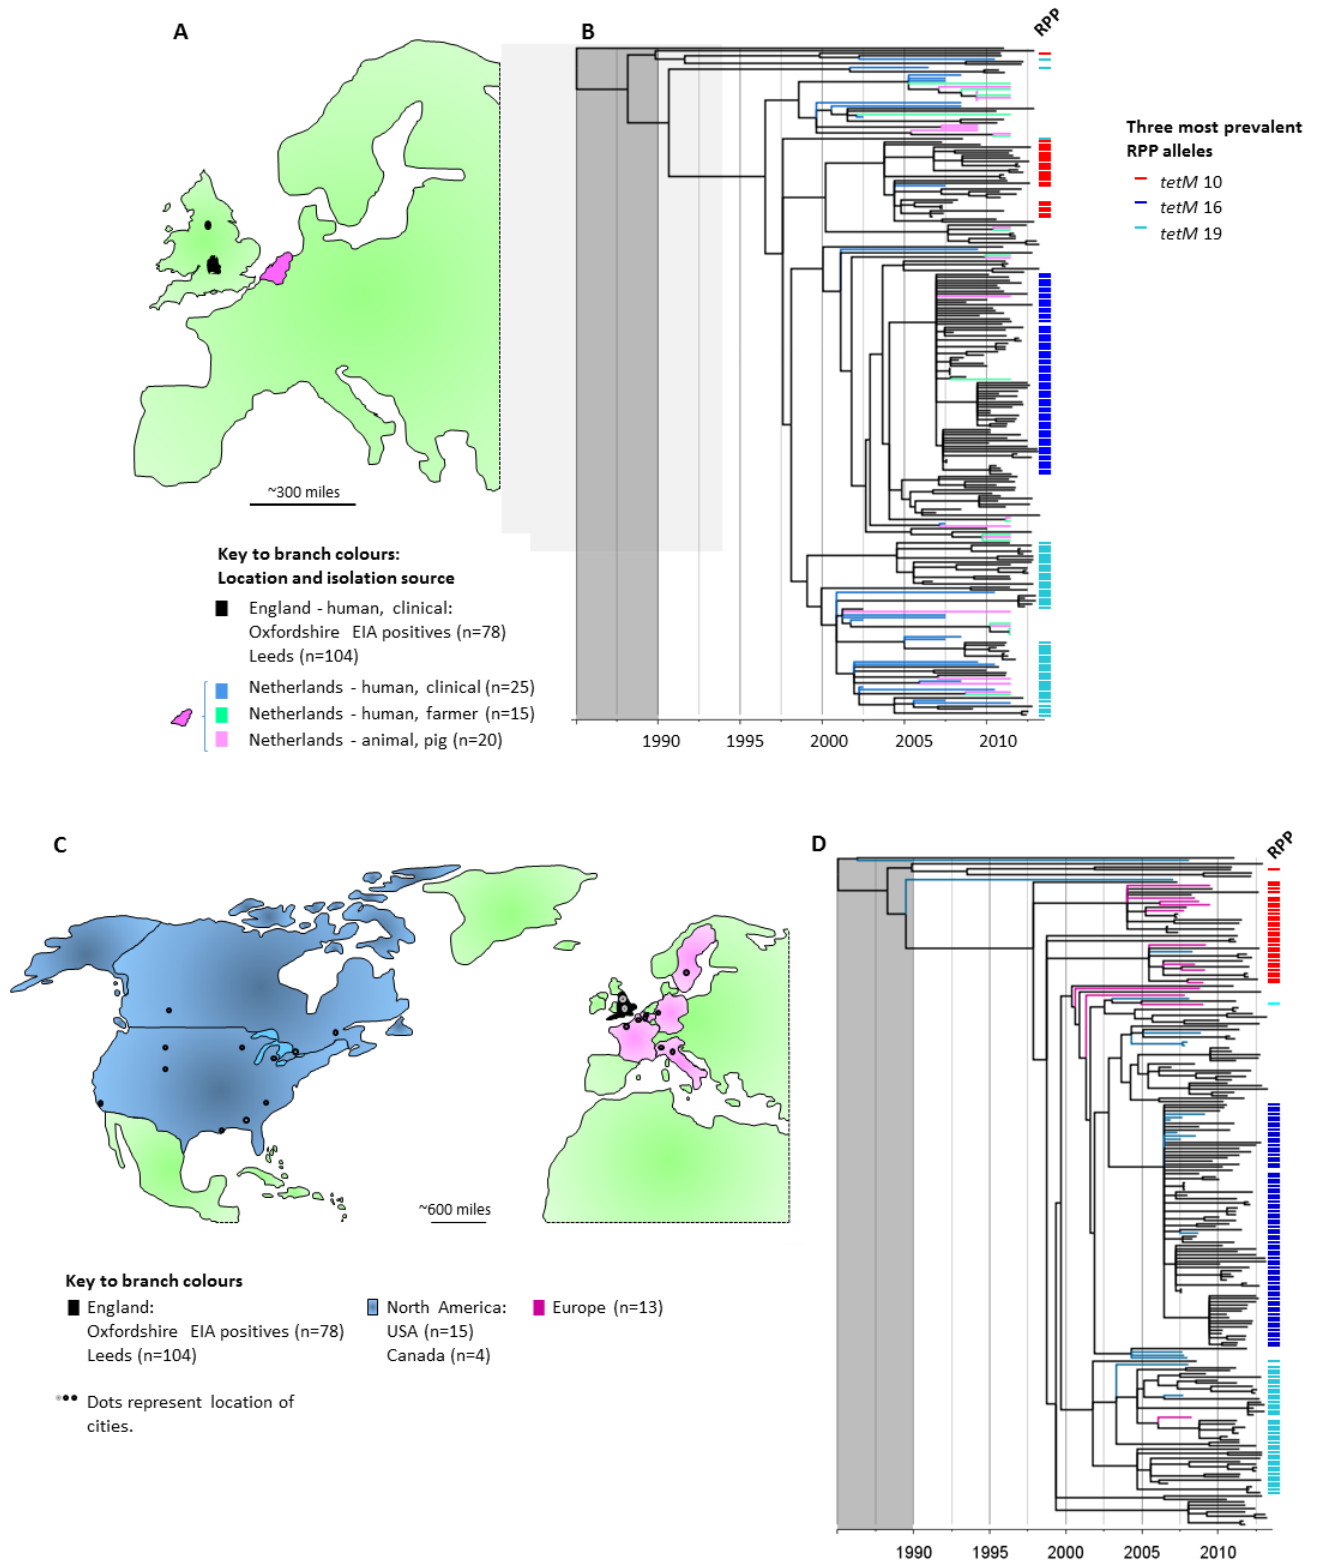 A
B
RPP
Three most prevalent
RPP alleles
tetM 10
tetM 16
tetM 19
~300 miles
Key to branch colours:
Location and isolation source
England - human, clinical:
Oxfordshire EIA positives (n=78)
Leeds (n=104)
Netherlands - human, clinical (n=25)
Netherlands - human, farmer (n=15)
Netherlands - animal, pig (n=20)
1990
1995
2000
2005
2010
C
D
RPP
~600 miles
Key to branch colours
England:
Oxfordshire EIA positives (n=78)
Leeds (n=104)
North America:
USA (n=15)
Canada (n=4)
Europe (n=13)
Dots represent location of
cities.
1990
1995
2000
2005
2010